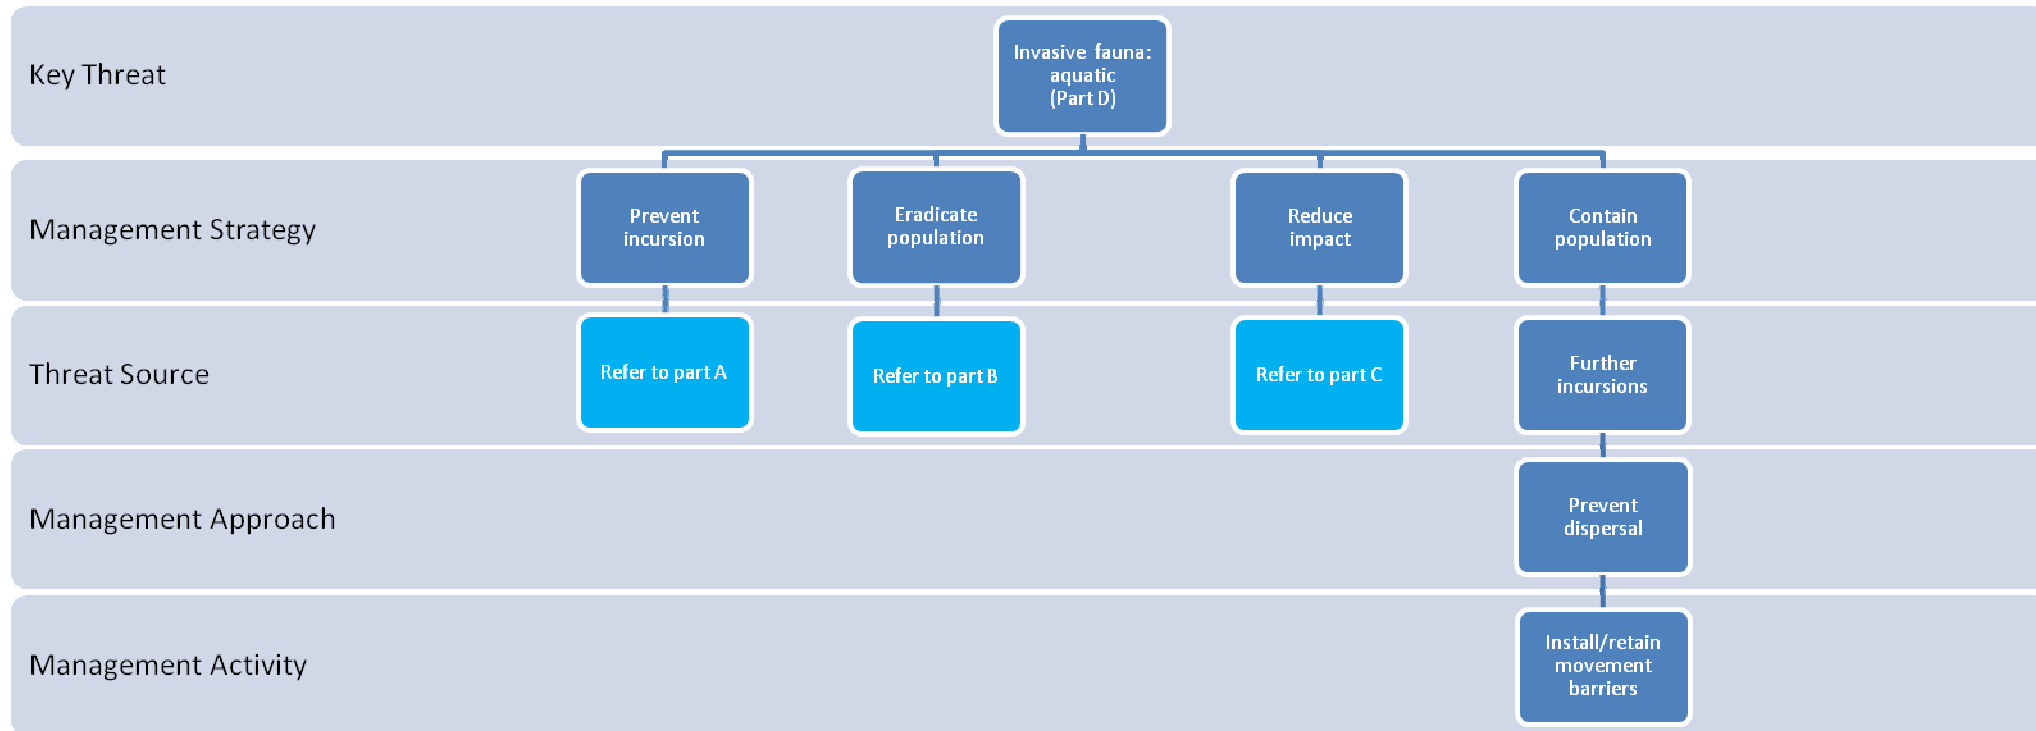 Key Threat
Invasive fauna:
aquatic
(Part D)
Management Strategy
Prevent
incursion
Eradicate
population
Reduce
impact
Contain
population
Threat Source
Refer to part A
Refer to part B
Refer to part C
Further
incursions
Management Approach
Prevent
dispersal
Management Activity
Install/retain
movement
barriers